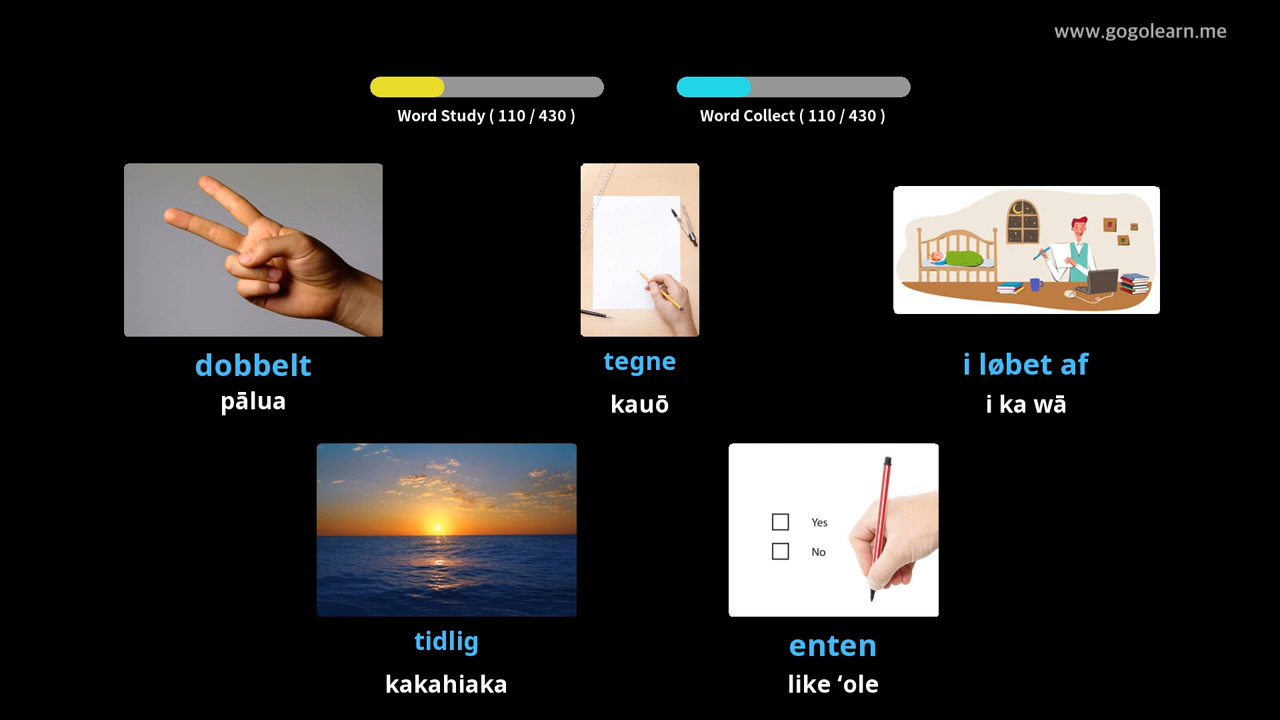 www.gogolearn.me
Word Study ( 110 / 430 )
Word Collect ( 110 / 430 )
dobbelt
pālua
tegne
kauō
i løbet af
i ka wā
Yes
No
tidlig
kakahiaka
enten
like ʻole